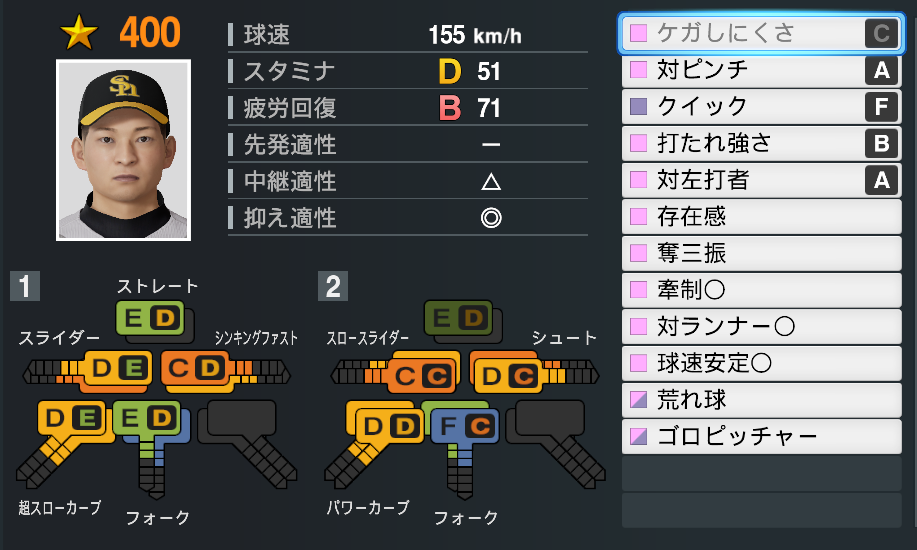 400
球速 155 km/h
スタミナ D 51
疲労回復 B 71
先発適性 ー
中継適性 △
抑え適性 ◎
1
ストレート
E D
スライダー
D E
シンキングファスト
C D
D E
E D
超スローカーブ
フォーク
2
E D
スロースライダー
C C
シュート
D C
D D
F C
パワーカーブ
フォーク
ケガしにくさ C
対ピンチ A
クイック F
打たれ強さ B
対左打者 A
存在感
奪三振
牽制〇
対ランナー〇
球速安定〇
荒れ球
ゴロピッチャー
SH